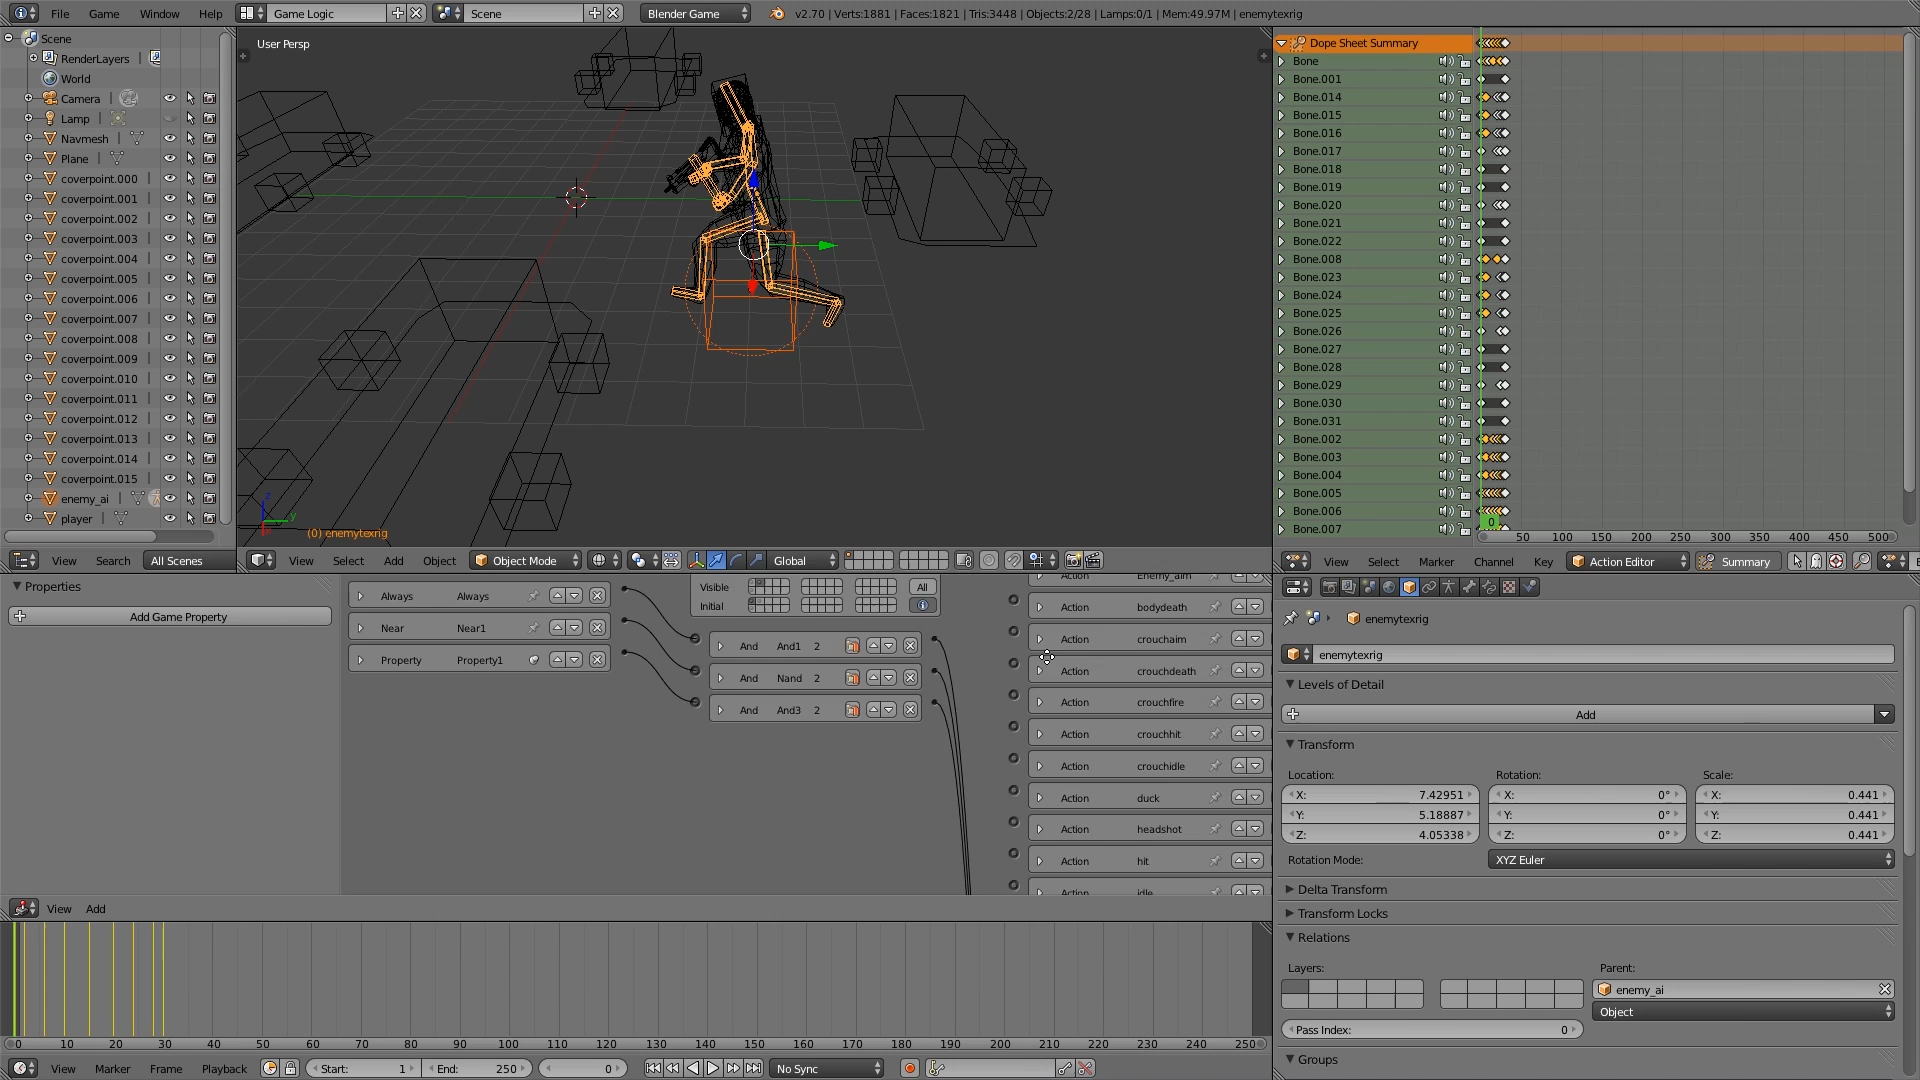 File Render Window Help Game Logic Scene Blender Game v2.70 | Verts:1881 | Faces:1821 | Tris:3448 | Objects:2/28 | Lamps:0/1 | Mem:49.97M | enemytexrig
Scene
RenderLayers
World
Camera
Lamp
Navmesh
Plane
coverpoint.000
coverpoint.001
coverpoint.002
coverpoint.003
coverpoint.004
coverpoint.005
coverpoint.006
coverpoint.007
coverpoint.008
coverpoint.009
coverpoint.010
coverpoint.011
coverpoint.012
coverpoint.013
coverpoint.014
coverpoint.015
enemy_ai
player
View Search All Scenes
User Persp
z
y
(0) enemytexrig
View Select Add Object Object Mode Global
Dope Sheet Summary
Bone
Bone.001
Bone.014
Bone.015
Bone.016
Bone.017
Bone.018
Bone.019
Bone.020
Bone.021
Bone.022
Bone.008
Bone.023
Bone.024
Bone.025
Bone.026
Bone.027
Bone.028
Bone.029
Bone.030
Bone.031
Bone.002
Bone.003
Bone.004
Bone.005
Bone.006
Bone.007
0
50 100 150 200 250 300 350 400 450 500
View Select Marker Channel Key Action Editor Summary
Properties
Add Game Property
Always Always
Near Near1
Property Property1
Visible All
Initial
And And1 2
And Nand 2
And And3 2
Action Enemy_aim
Action bodydeath
Action crouchaim
Action crouchdeath
Action crouchfire
Action crouchhit
Action crouchidle
Action duck
Action headshot
Action hit
Action idle
View Add
0 10 20 30 40 50 60 70 80 90 100 110 120 130 140 150 160 170 180 190 200 210 220 230 240 250
View Marker Frame Playback Start: 1 End: 250 0 No Sync
enemytexrig
enemytexrig
Levels of Detail
Add
Transform
Location: Rotation: Scale:
X: 7.42951 X: 0° X: 0.441
Y: 5.18887 Y: 0° Y: 0.441
Z: 4.05338 Z: 0° Z: 0.441
Rotation Mode: XYZ Euler
Delta Transform
Transform Locks
Relations
Layers: Parent:
enemy_ai
Object
Pass Index: 0
Groups